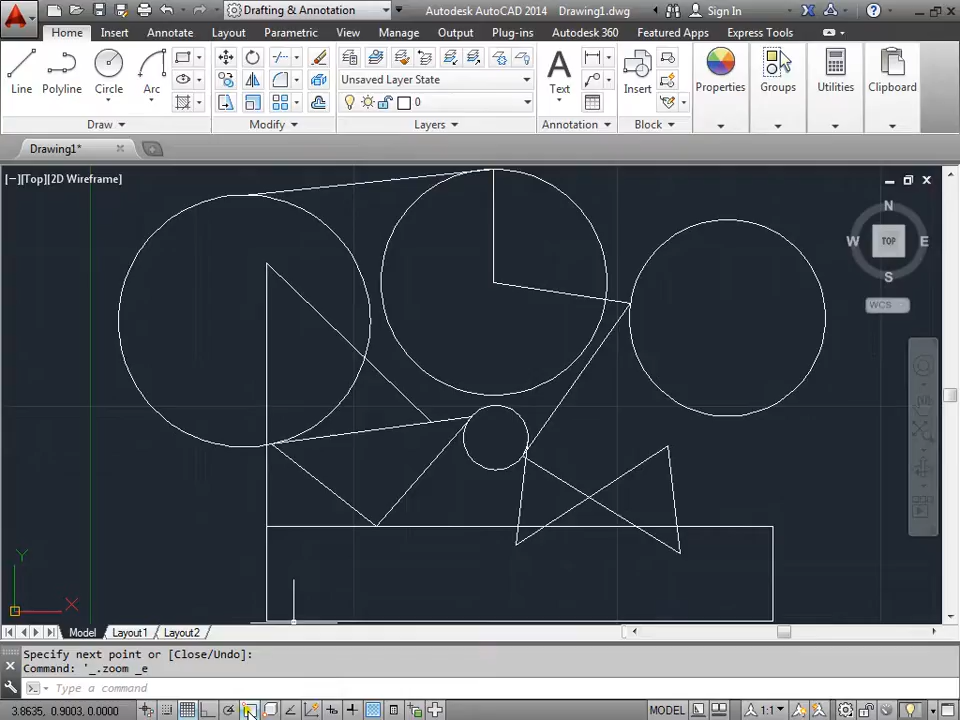 Drafting & Annotation
Autodesk AutoCAD 2014 Drawing1.dwg
Sign In
Home Insert Annotate Layout Parametric View Manage Output Plug-ins Autodesk 360 Featured Apps Express Tools
Unsaved Layer State
Line Polyline Circle Arc
0
Text
Insert
Properties
Groups
Utilities
Clipboard
Draw
Modify
Layers
Annotation
Block
Drawing1*
[−][Top][2D Wireframe]
N
W TOP E
S
WCS
Y
X
Model Layout1 Layout2
Specify next point or [Close/Undo]:
Command: '_.zoom _e
Type a command
3.8635, 0.9003, 0.0000
MODEL
1:1